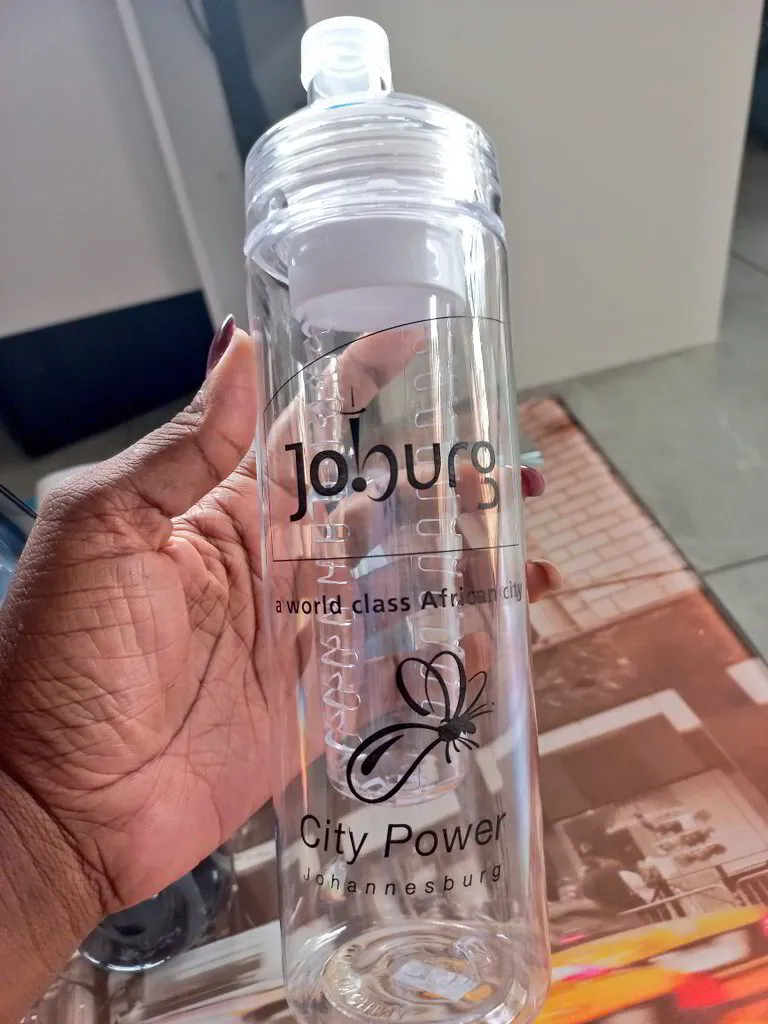 Joburg
a world class African city
City Power
Johannesburg